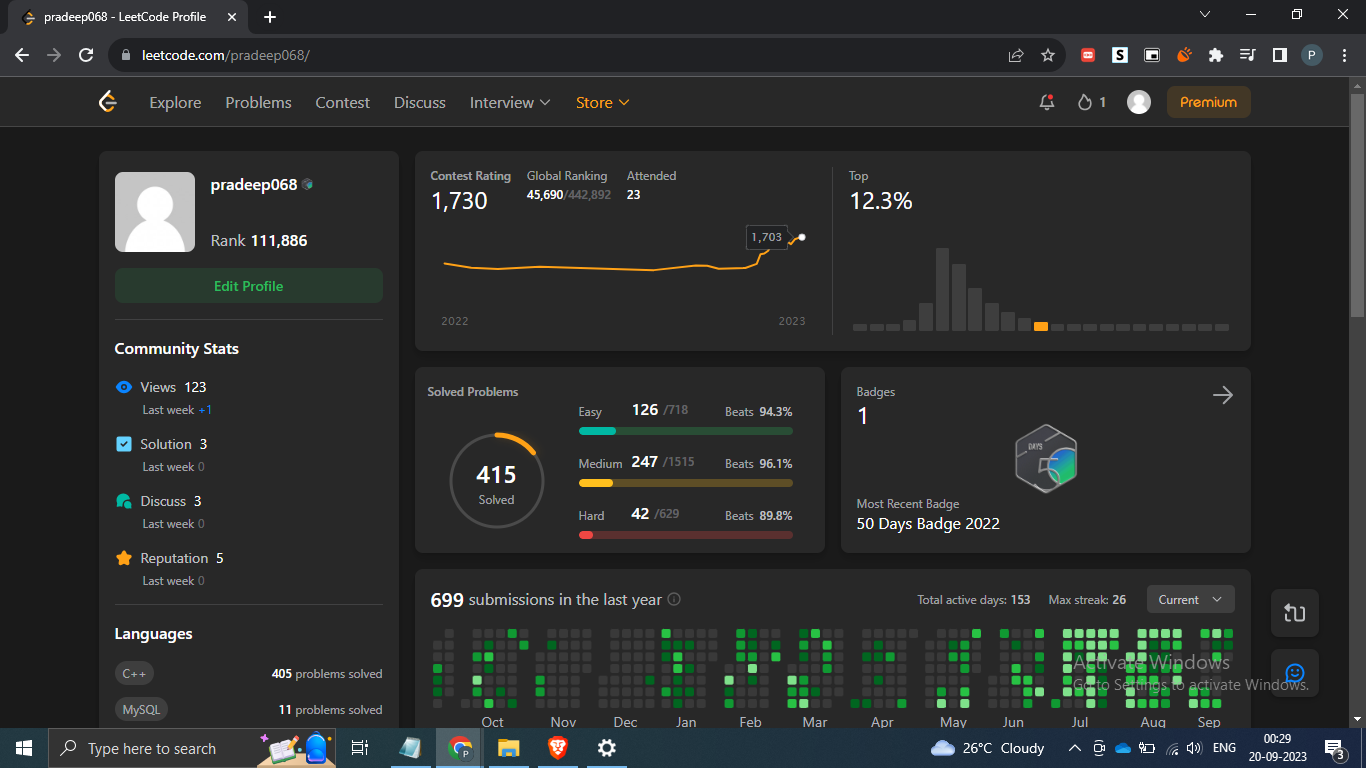 pradeep068 - LeetCode Profile
leetcode.com/pradeep068/
S
P
Explore Problems Contest Discuss Interview Store
1
Premium
pradeep068
Rank 111,886
Edit Profile
Community Stats
Views 123
Last week +1
Solution 3
Last week 0
Discuss 3
Last week 0
Reputation 5
Last week 0
Languages
C++ 405 problems solved
MySQL 11 problems solved
Contest Rating
1,730
Global Ranking
45,690/442,892
Attended
23
1,703
2022 2023
Top
12.3%
Solved Problems
415
Solved
Easy 126 /718 Beats 94.3%
Medium 247 /1515 Beats 96.1%
Hard 42 /629 Beats 89.8%
Badges
1
DAYS
Most Recent Badge
50 Days Badge 2022
699 submissions in the last year
Total active days: 153 Max streak: 26 Current
Oct Nov Dec Jan Feb Mar Apr May Jun Jul Aug Sep
Activate Windows
Go to Settings to activate Windows.
Type here to search
P
26°C Cloudy
ENG
00:29
20-09-2023
3